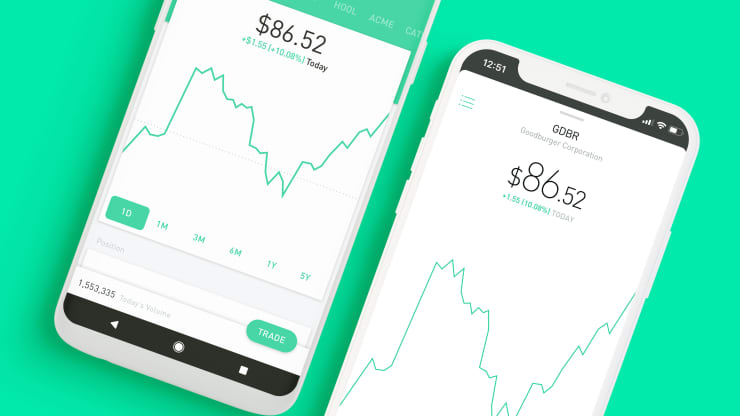 HOOL ACME CAT
$86.52
+$1.55 (+10.08%) Today
1D 1M 3M 6M 1Y 5Y
Position
1,553,335 Today's Volume
TRADE
12:51
GDBR
Goodburger Corporation
$86.52
+1.55 (10.08%) TODAY